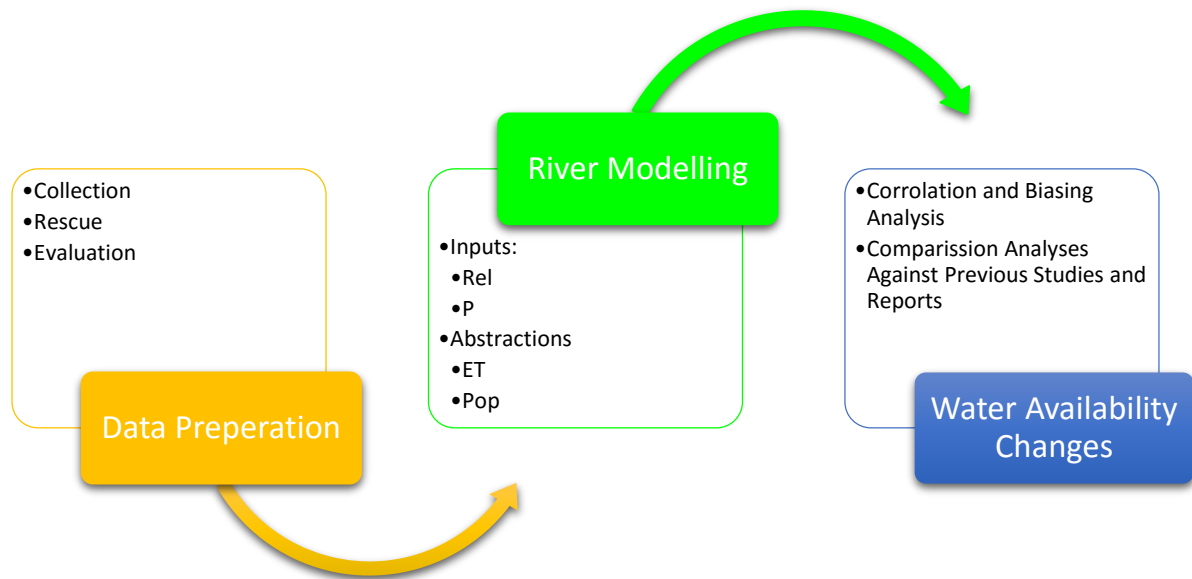 •Collection
•Rescue
•Evaluation
Data Preperation
River Modelling
•Inputs:
•Rel
•P
•Abstractions
•ET
•Pop
•Corrolation and Biasing
Analysis
•Comparission Analyses
Against Previous Studies and
Reports
Water Availability
Changes